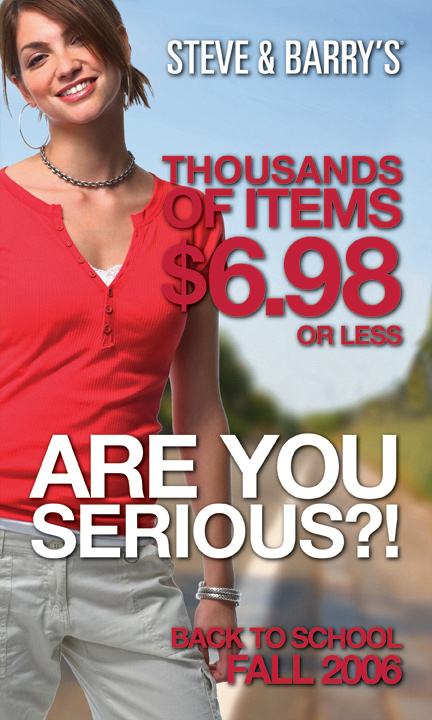 STEVE & BARRY'S
THOUSANDS
OF ITEMS
$6.98
OR LESS
ARE YOU
SERIOUS?!
BACK TO SCHOOL
FALL 2006